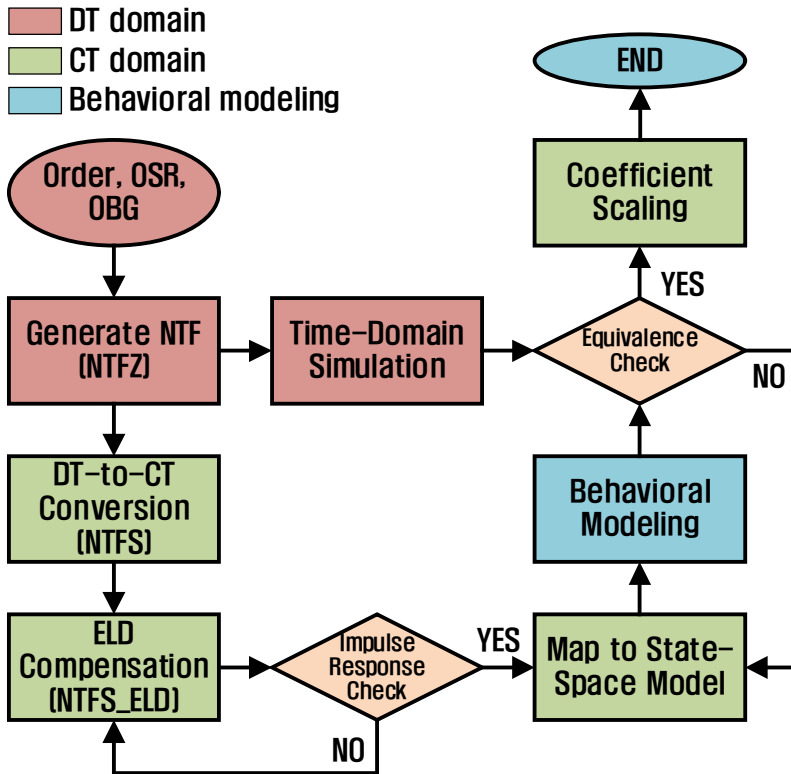 DT domain
CT domain
Behavioral modeling
Order, OSR,
OBG
Generate NTF
(NTFZ)
Time-Domain
Simulation
DT-to-CT
Conversion
(NTFS)
ELD
Compensation
(NTFS_ELD)
Impulse
Response
Check
YES
NO
Map to State-
Space Model
Behavioral
Modeling
Equivalence
Check
NO
YES
Coefficient
Scaling
END